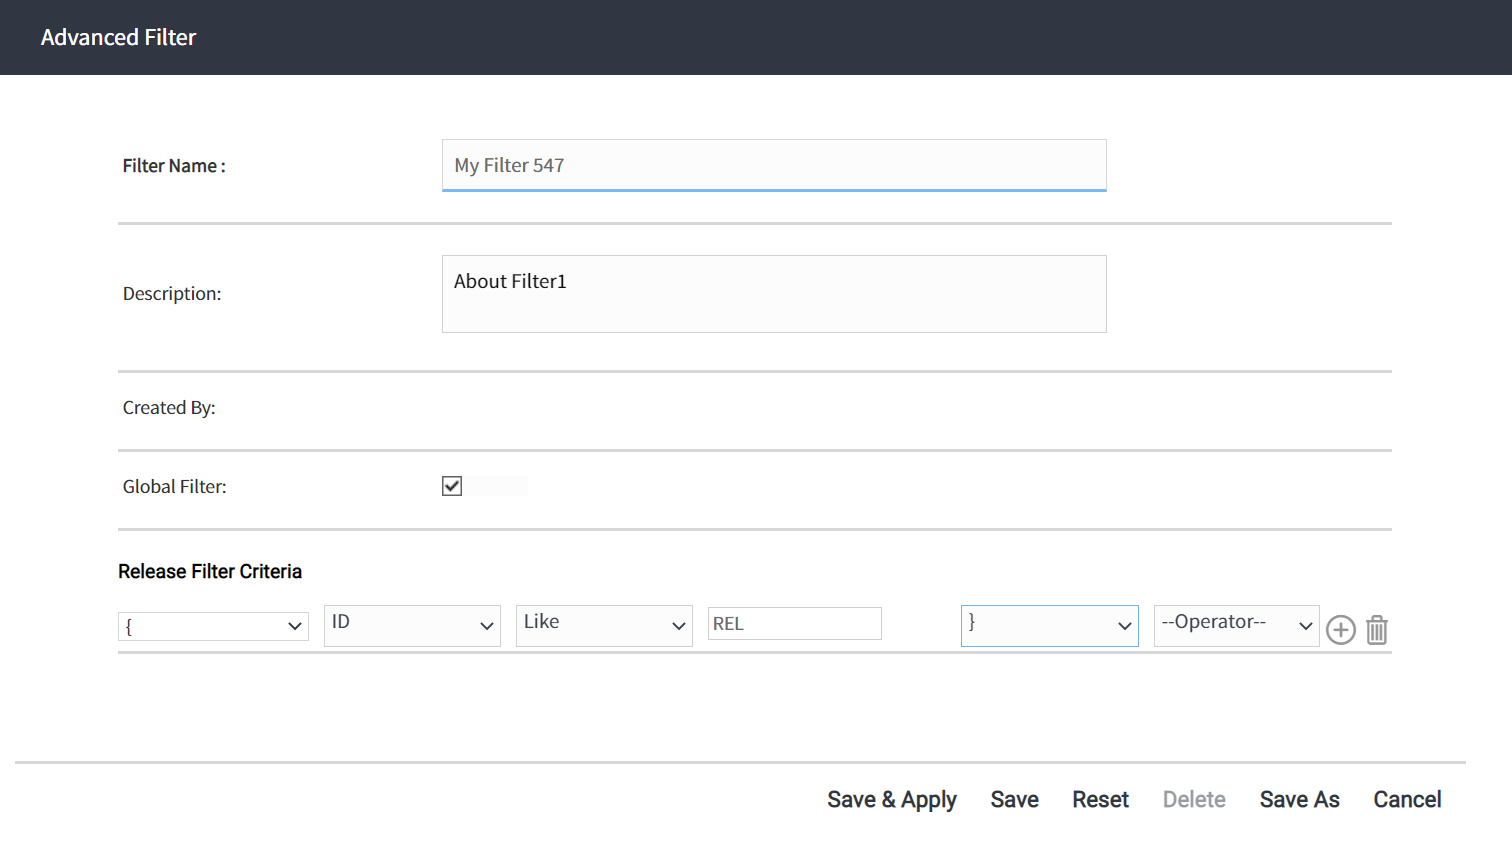 Advanced Filter
Filter Name :
My Filter 547
Description:
About Filter1
Created By:
Global Filter:
Release Filter Criteria
{ ID Like REL } --Operator--
Save & Apply Save Reset Delete Save As Cancel